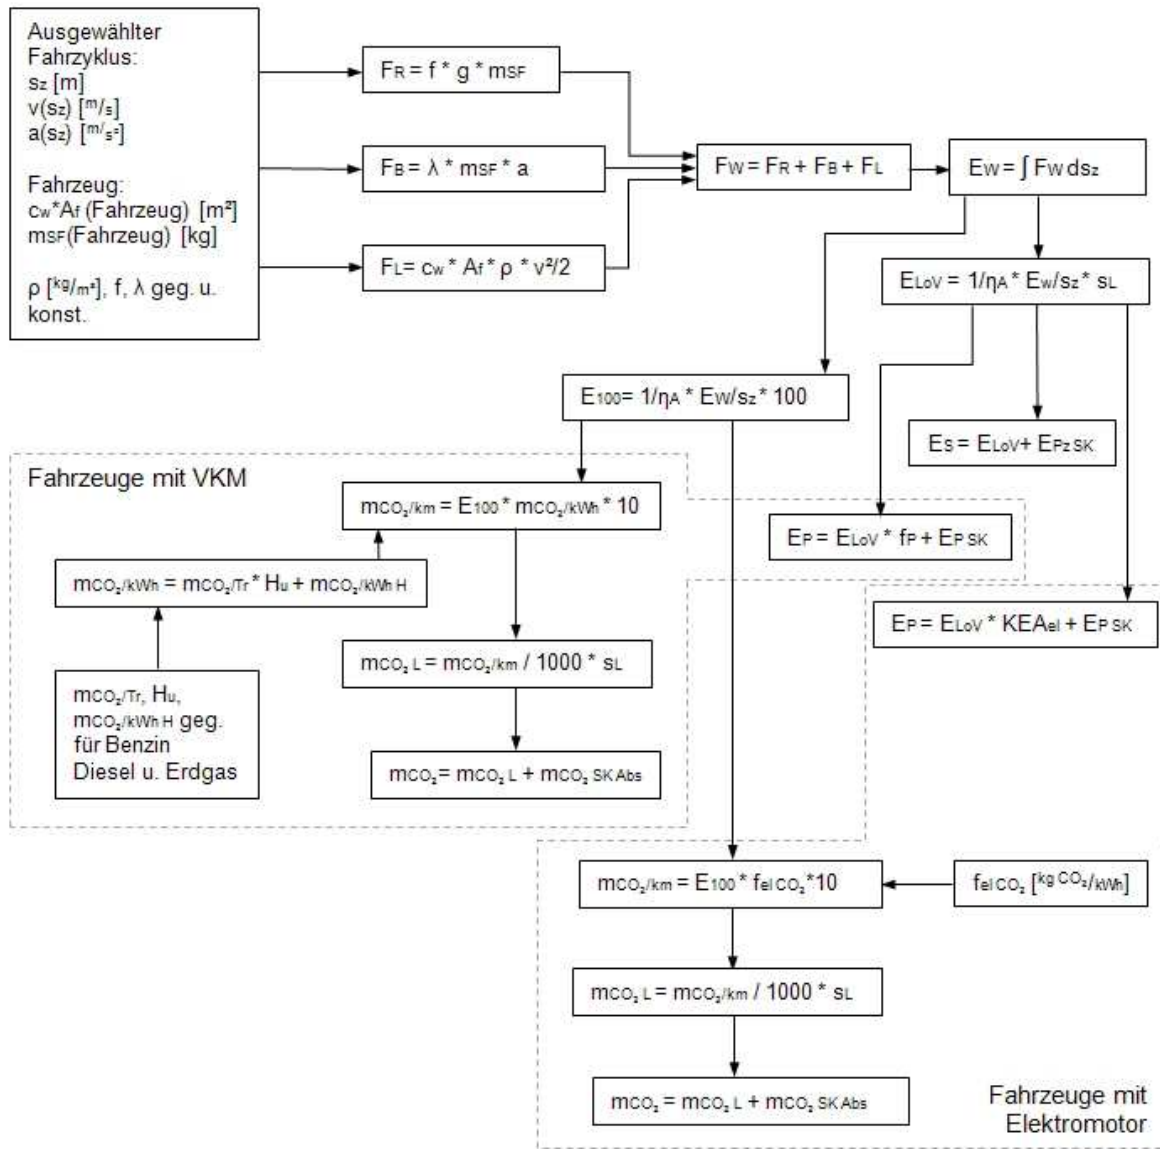 Ausgewählter
Fahrzyklus:
sz [m]
v(sz) [m/s]
a(sz) [m/s²]
Fahrzeug:
cw*Af (Fahrzeug) [m²]
mSF(Fahrzeug) [kg]
ρ [kg/m³], f, λ geg. u.
konst.
FR = f * g * mSF
FB = λ * mSF * a
FL= cw * Af * ρ * v²/2
FW = FR + FB + FL
EW = ∫ FW dsz
ELoV = 1/ηA * Ew/sz * sL
E100= 1/ηA * EW/sz * 100
ES = ELoV+ EPz SK
EP = ELoV * fP + EP SK
EP = ELoV * KEAel + EP SK
Fahrzeuge mit VKM
mCO₂/km = E100 * mCO₂/kWh * 10
mCO₂/kWh = mCO₂/Tr * Hu + mCO₂/kWh H
mCO₂ L = mCO₂/km / 1000 * sL
mCO₂/Tr, Hu,
mCO₂/kWh H geg.
für Benzin
Diesel u. Erdgas
mCO₂ = mCO₂ L + mCO₂ SK Abs
mCO₂/km = E100 * fel CO₂*10
fel CO₂ [kg CO₂/kWh]
mCO₂ L = mCO₂/km / 1000 * sL
mCO₂ = mCO₂ L + mCO₂ SK Abs
Fahrzeuge mit
Elektromotor